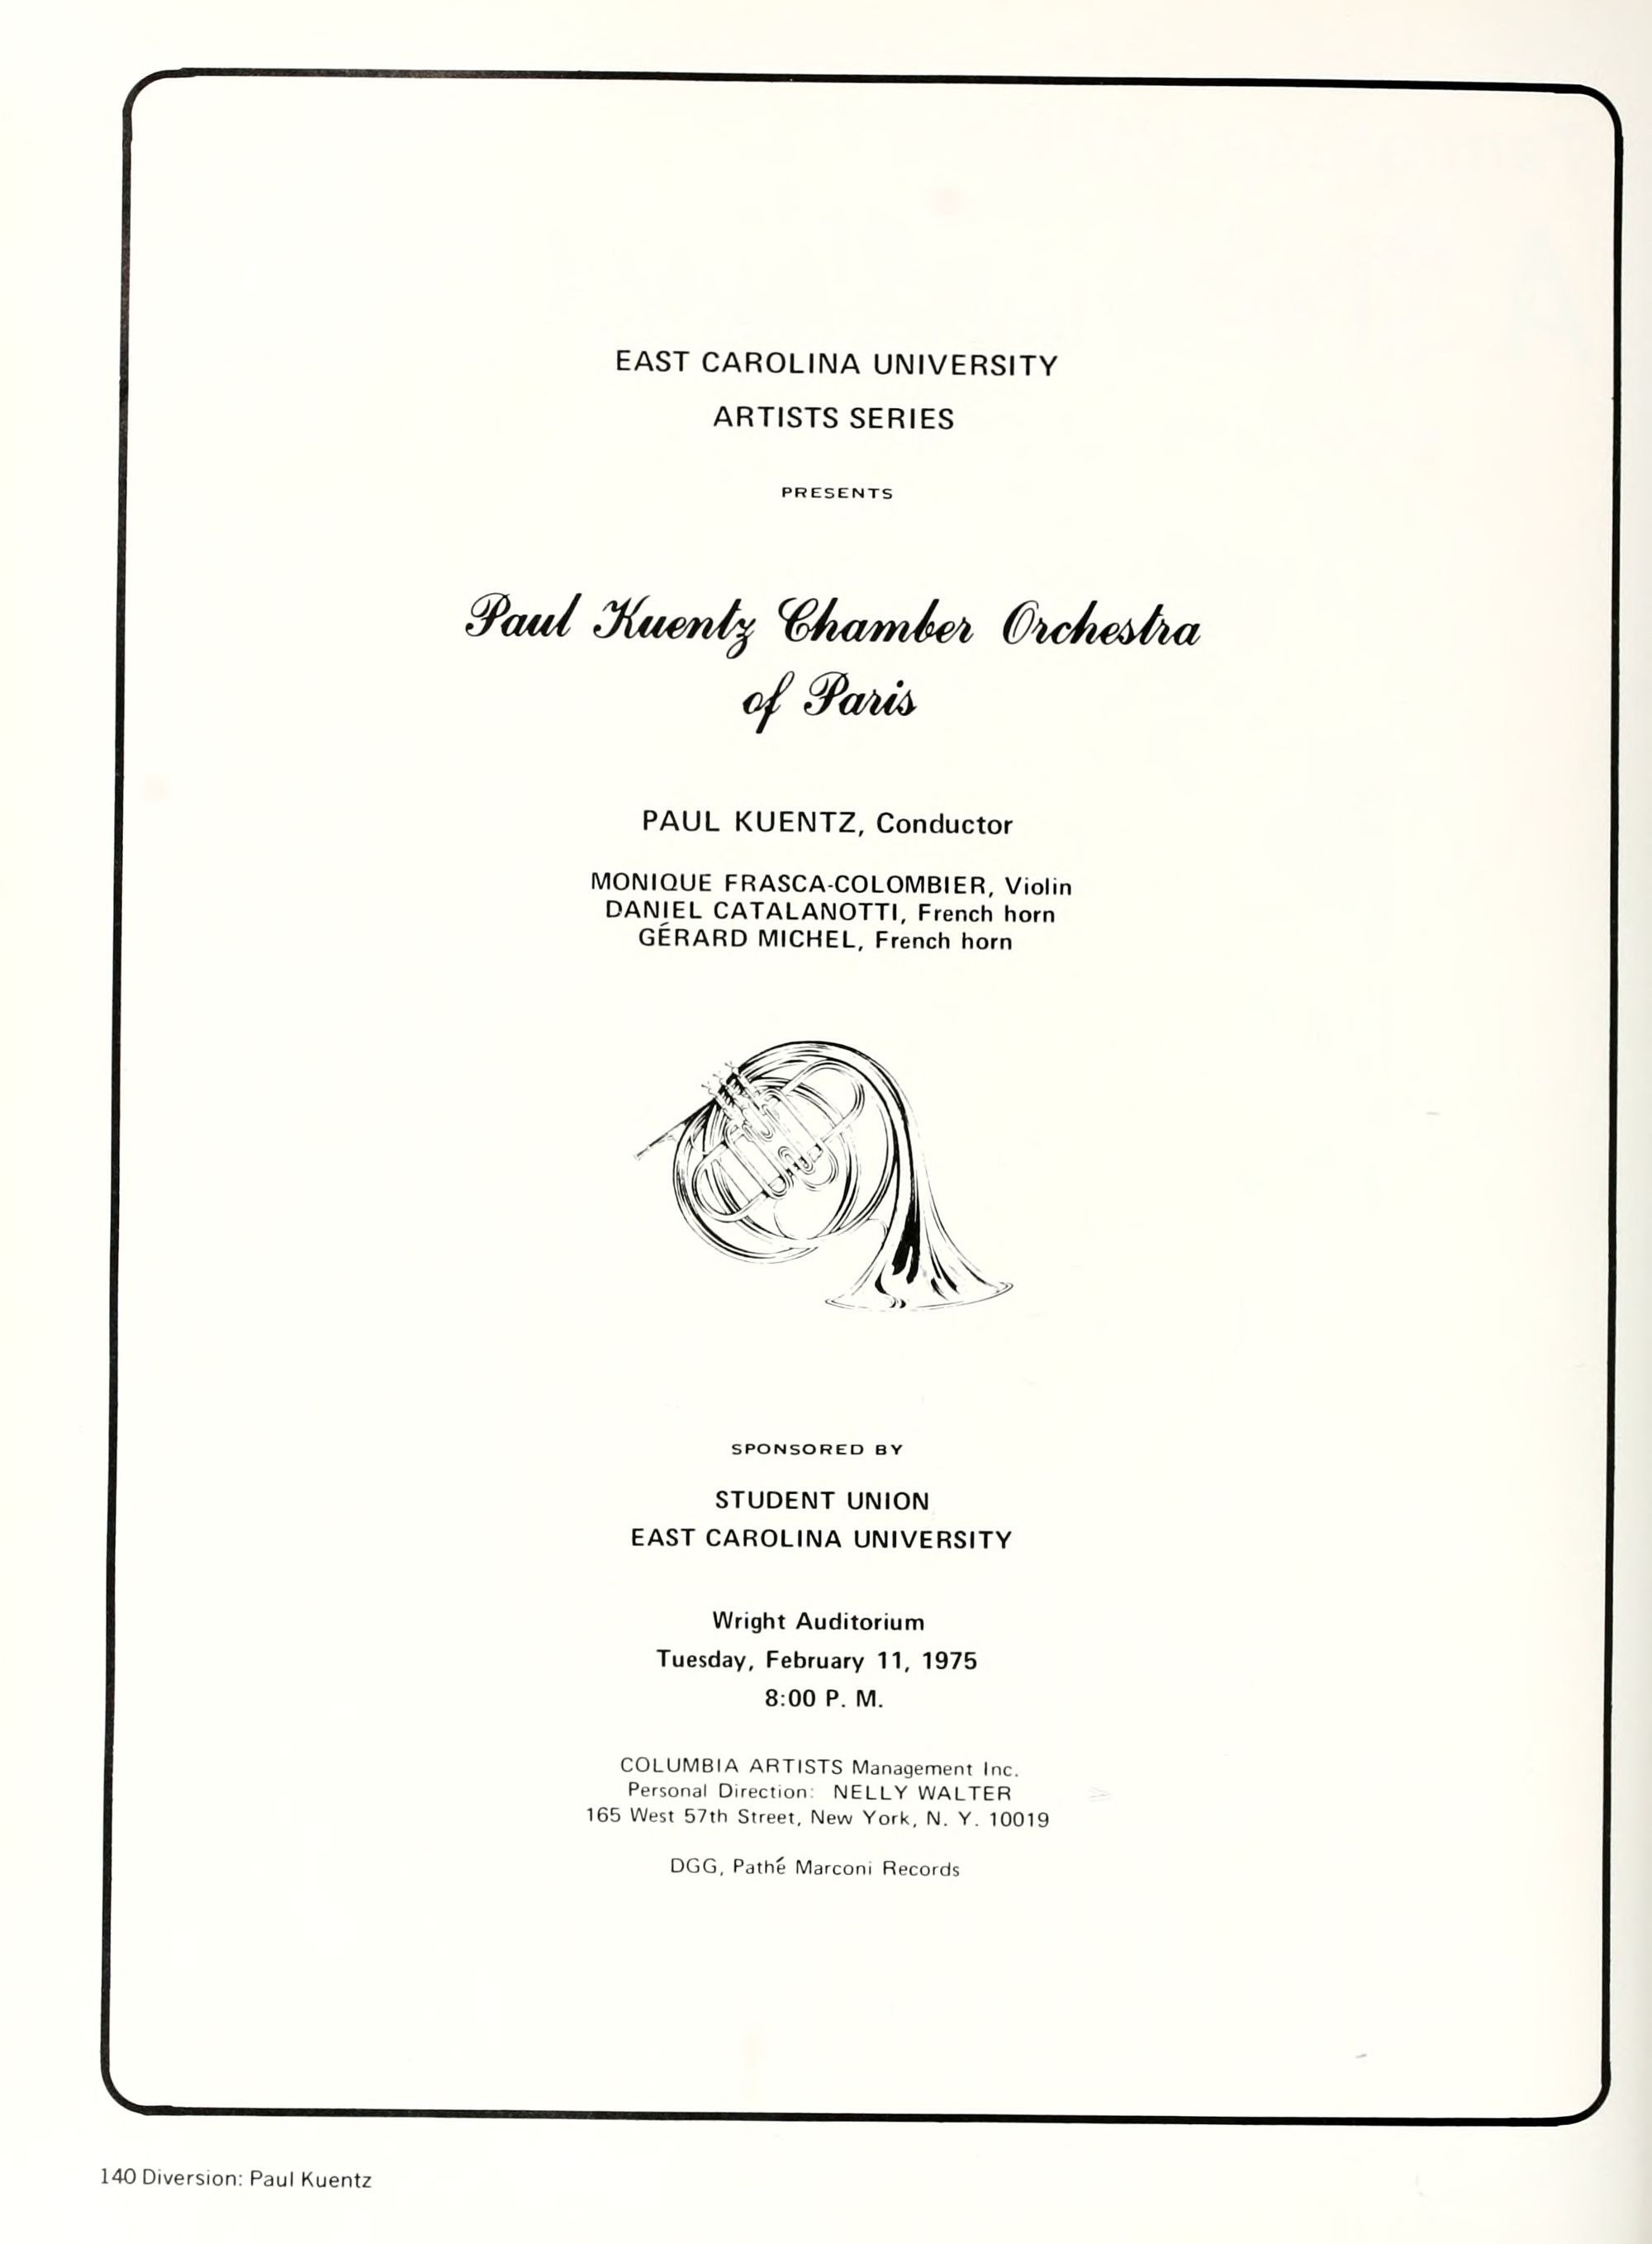 EAST CAROLINA UNIVERSITY
ARTISTS SERIES
PRESENTS
Paul Kuentz Chamber Orchestra
of Paris
PAUL KUENTZ, Conductor
MONIQUE FRASCA-COLOMBIER, Violin
DANIEL CATALANOTTI, French horn
GÉRARD MICHEL, French horn
SPONSORED BY
STUDENT UNION
EAST CAROLINA UNIVERSITY
Wright Auditorium
Tuesday, February 11, 1975
8:00 P. M.
COLUMBIA ARTISTS Management Inc.
Personal Direction: NELLY WALTER
165 West 57th Street, New York, N. Y. 10019
DGG, Pathé Marconi Records
140 Diversion: Paul Kuentz